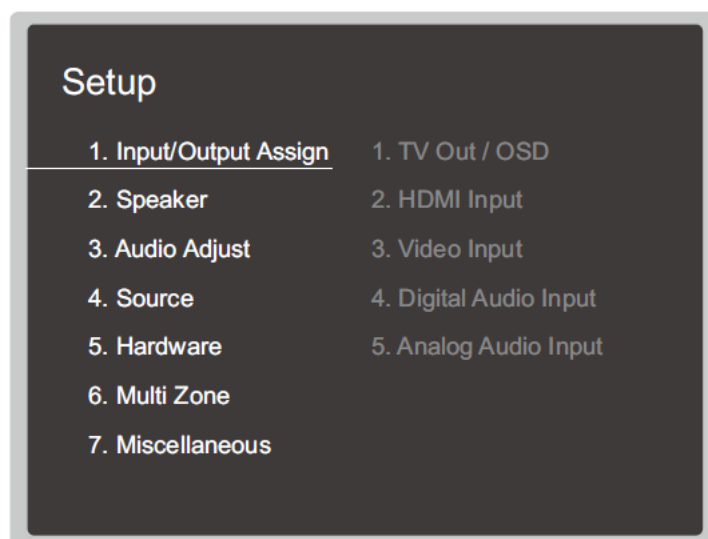 Setup
1. Input/Output Assign
2. Speaker
3. Audio Adjust
4. Source
5. Hardware
6. Multi Zone
7. Miscellaneous
1. TV Out / OSD
2. HDMI Input
3. Video Input
4. Digital Audio Input
5. Analog Audio Input